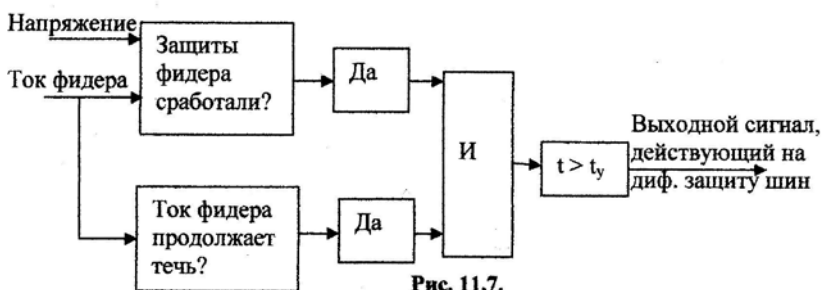 Напряжение
Ток фидера
Защиты
фидера
сработали?
Да
Ток фидера
продолжает
течь?
Да
И
t > tу
Выходной сигнал,
действующий на
диф. защиту шин
Рис. 11.7.